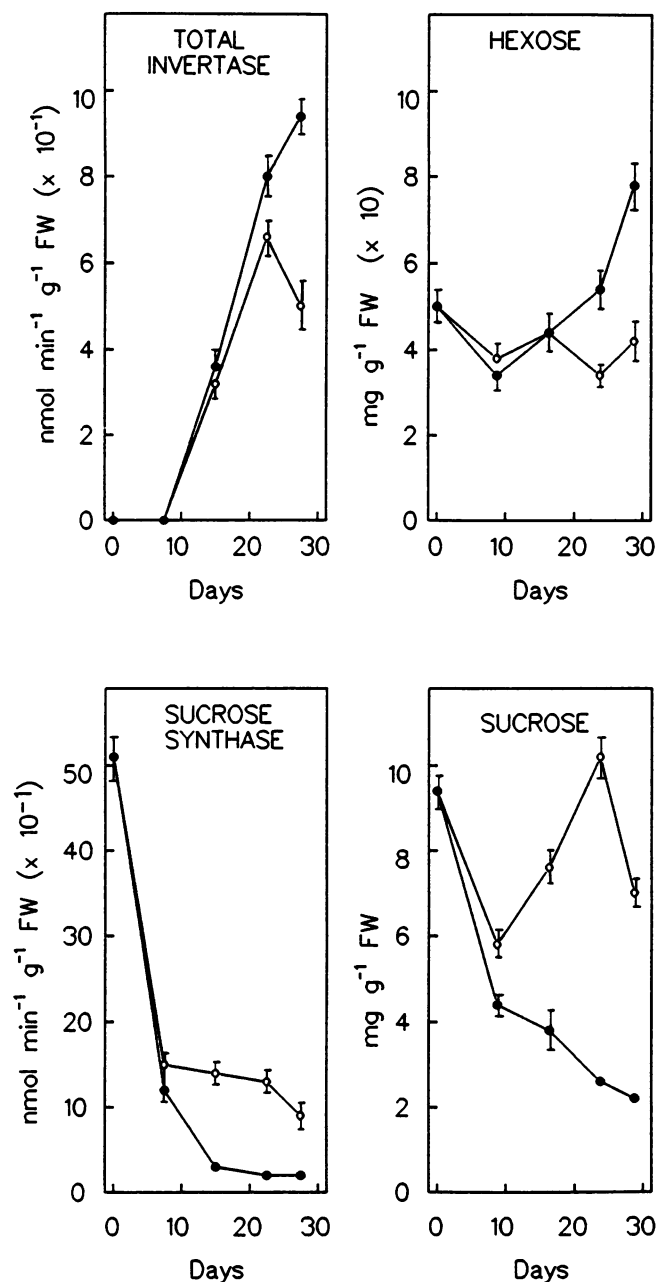 TOTAL
INVERTASE
nmol min⁻¹ g⁻¹ FW (× 10⁻¹)
10
8
6
4
2
0
0 10 20 30
Days
HEXOSE
mg g⁻¹ FW (× 10)
10
8
6
4
2
0
0 10 20 30
Days
SUCROSE
SYNTHASE
nmol min⁻¹ g⁻¹ FW (× 10⁻¹)
50
40
30
20
10
0
0 10 20 30
Days
SUCROSE
mg g⁻¹ FW
10
8
6
4
2
0
0 10 20 30
Days